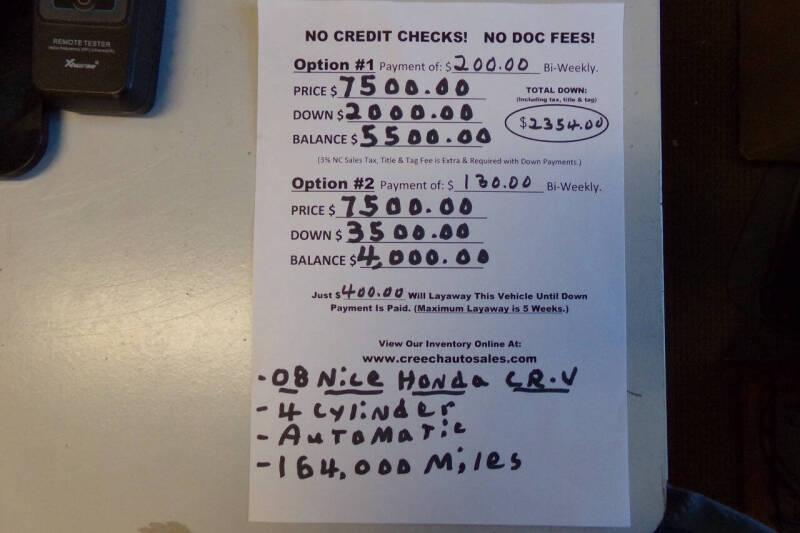 REMOTE TESTER
NO CREDIT CHECKS! NO DOC FEES!
Option #1 Payment of: $ 200.00 Bi-Weekly.
PRICE $ 7500.00
DOWN $ 2000.00
BALANCE $ 5500.00
TOTAL DOWN:
(Including tax, title & tag)
$2354.00
(3% NC Sales Tax, Title & Tag Fee is Extra & Required with Down Payments.)
Option #2 Payment of: $ 130.00 Bi-Weekly.
PRICE $ 7500.00
DOWN $ 3500.00
BALANCE $ 4,000.00
Just $400.00 Will Layaway This Vehicle Until Down
Payment Is Paid. (Maximum Layaway is 5 Weeks.)
View Our Inventory Online At:
www.creechautosales.com
- 08 Nice Honda CR-V
- 4 Cylinder
- Automatic
- 164,000 Miles